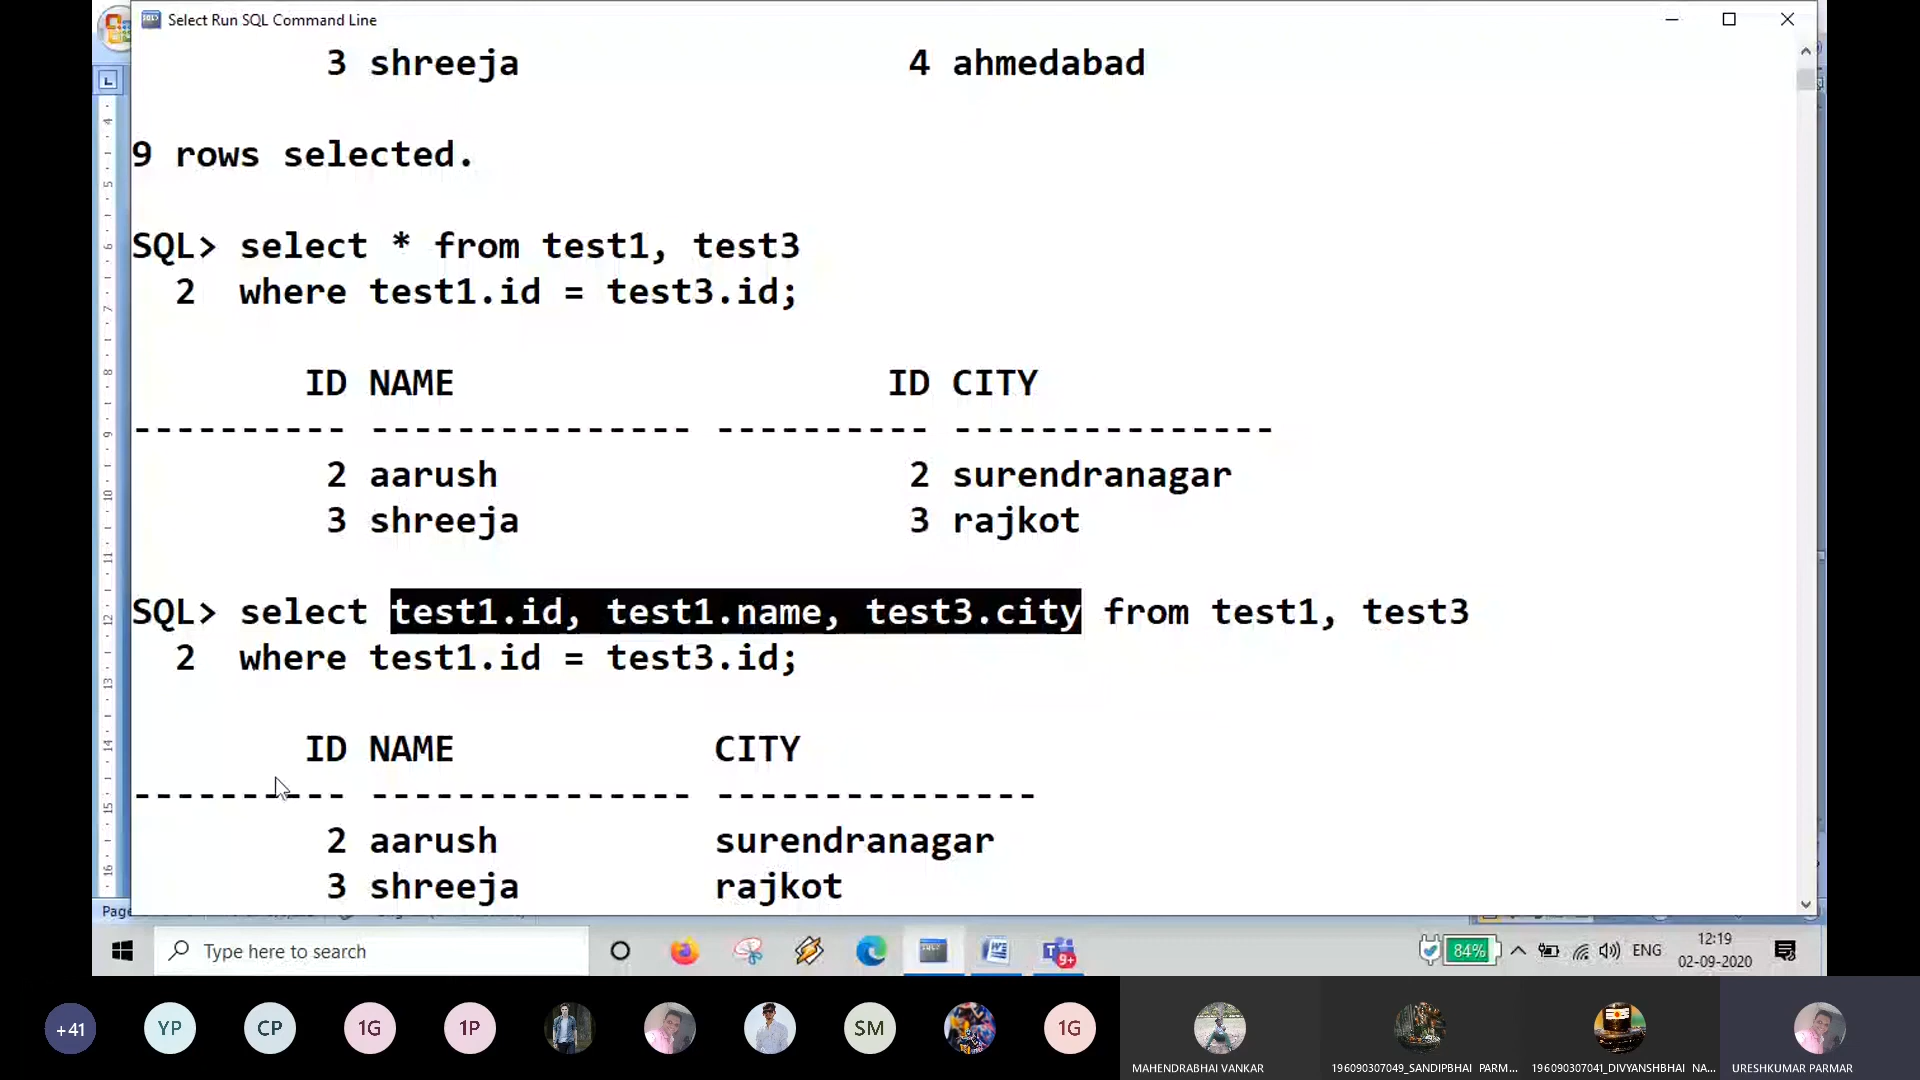 Select Run SQL Command Line
3 shreeja 4 ahmedabad
9 rows selected.
SQL> select * from test1, test3
2 where test1.id = test3.id;
ID NAME ID CITY
---------- --------------- ---------- ---------------
2 aarush 2 surendranagar
3 shreeja 3 rajkot
SQL> select test1.id, test1.name, test3.city from test1, test3
2 where test1.id = test3.id;
ID NAME CITY
---------- --------------- ---------------
2 aarush surendranagar
3 shreeja rajkot
Page
Type here to search
84%
ENG
12:19
02-09-2020
9+
+41 YP CP 1G 1P SM 1G
MAHENDRABHAI VANKAR
196090307049_SANDIPBHAI PARM...
196090307041_DIVYANSHBHAI NA...
URESHKUMAR PARMAR